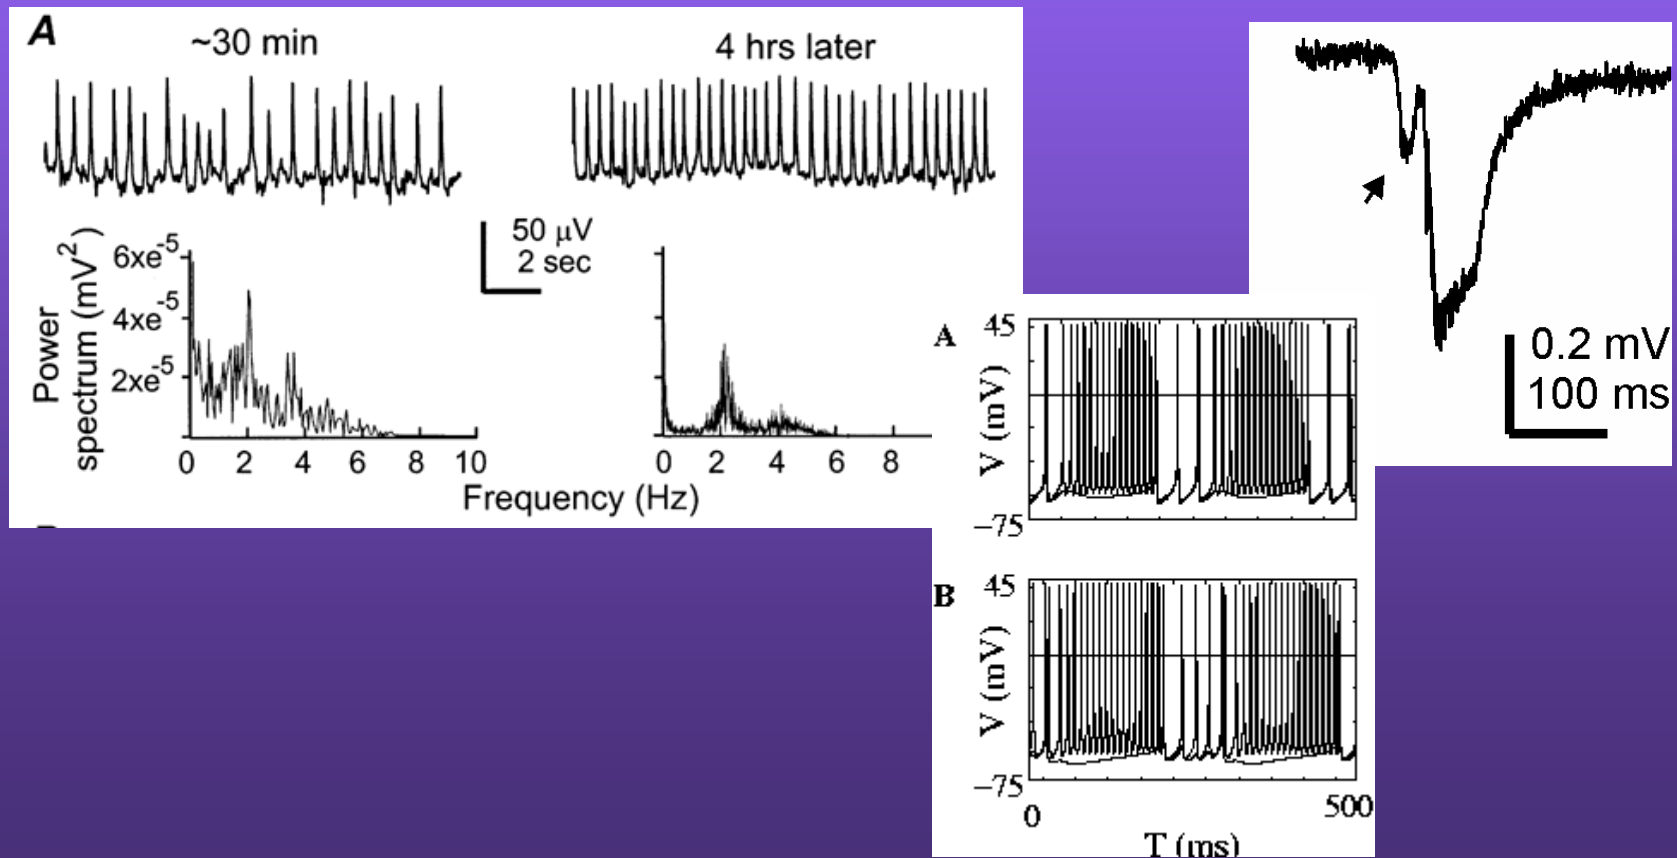 A
~30 min
4 hrs later
50 μV
2 sec
Power
spectrum (mV²)
6xe⁻⁵
4xe⁻⁵
2xe⁻⁵
0 2 4 6 8 10
0 2 4 6 8
Frequency (Hz)
0.2 mV
100 ms
A
45
V (mV)
−75
B
45
V (mV)
−75
0
500
T (ms)